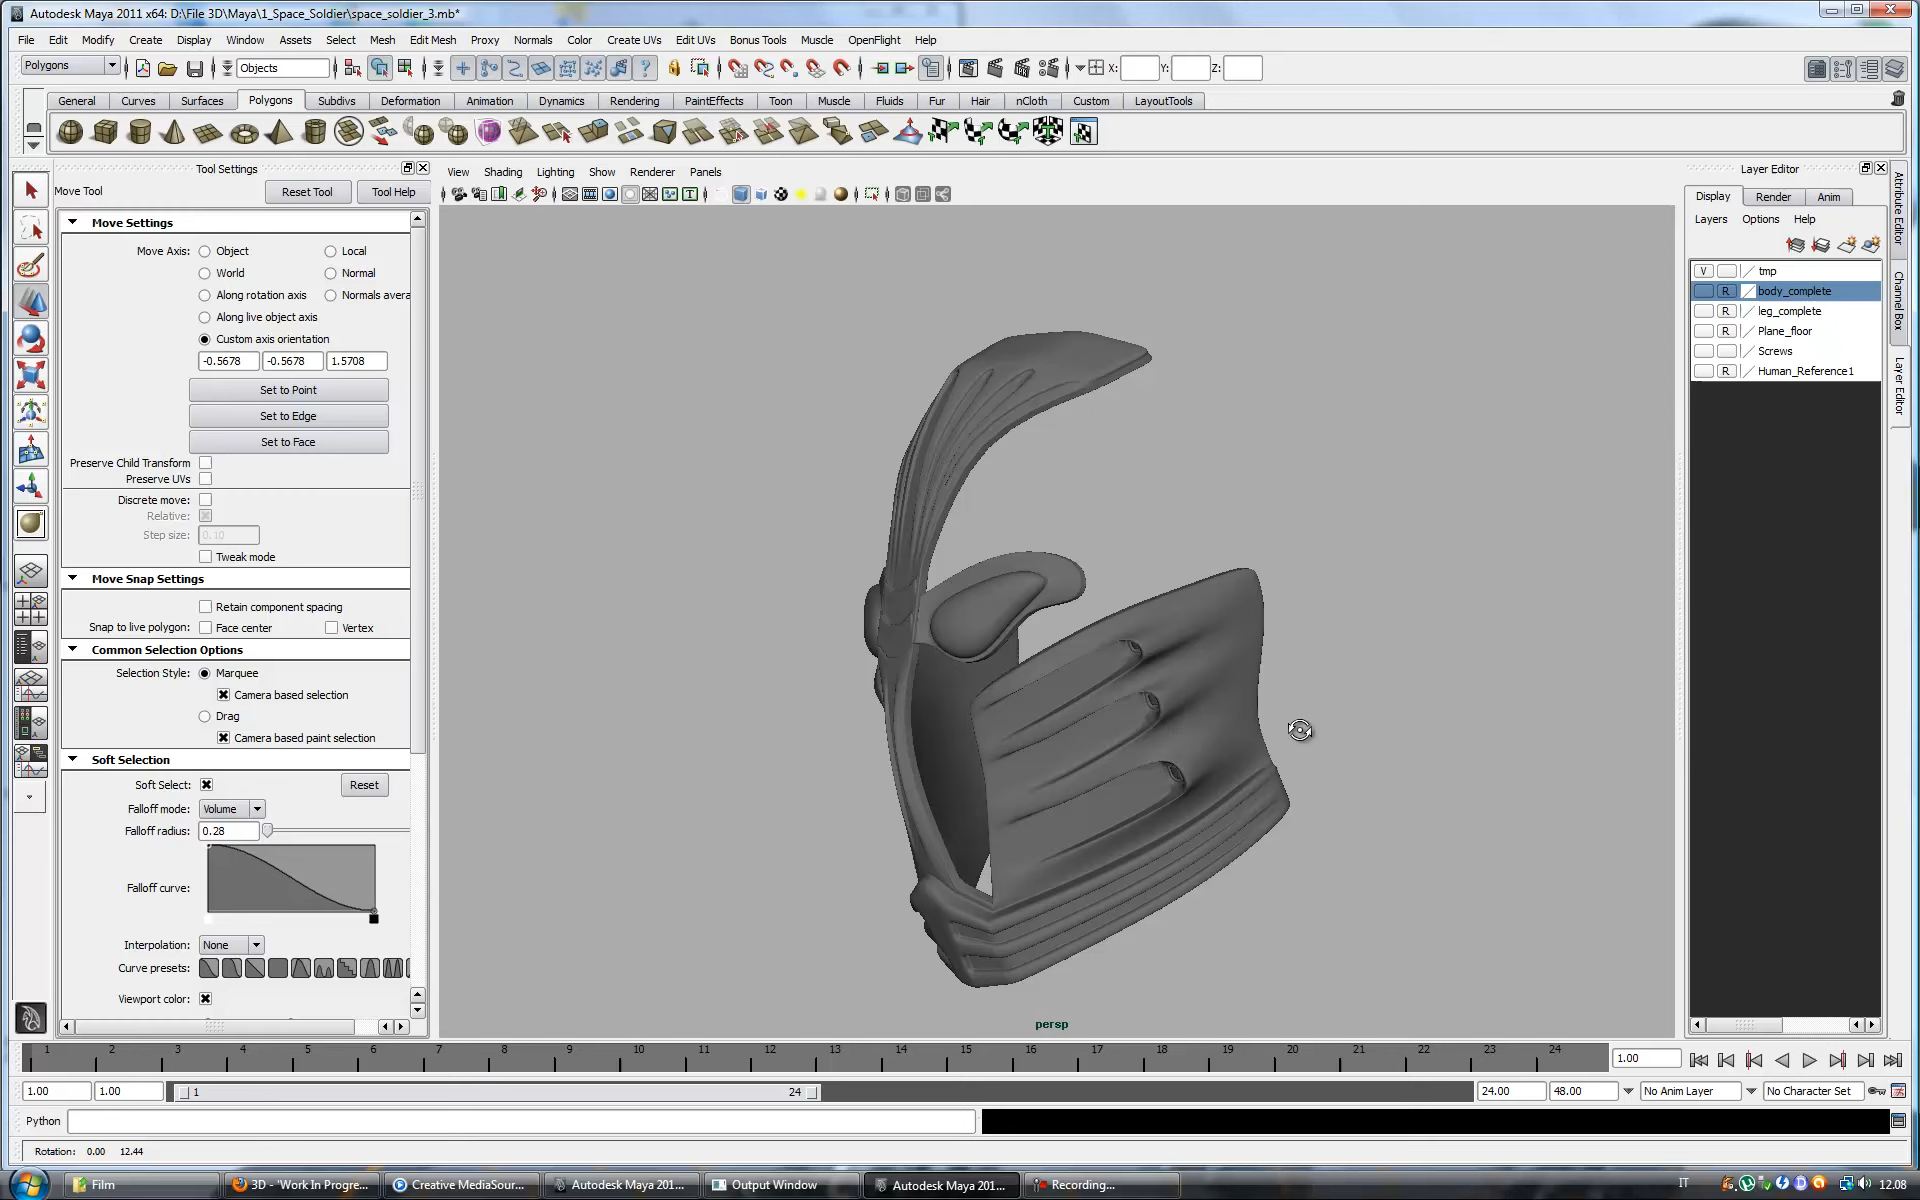 Autodesk Maya 2011 x64: D:\File 3D\Maya\1_Space_Soldier\space_soldier_3.mb*
File Edit Modify Create Display Window Assets Select Mesh Edit Mesh Proxy Normals Color Create UVs Edit UVs Bonus Tools Muscle OpenFlight Help
Polygons Objects X: Y: Z:
General Curves Surfaces Polygons Subdivs Deformation Animation Dynamics Rendering PaintEffects Toon Muscle Fluids Fur Hair nCloth Custom LayoutTools
Tool Settings
Move Tool Reset Tool Tool Help
View Shading Lighting Show Renderer Panels
Move Settings
Move Axis: Object Local
World Normal
Along rotation axis Normals avera
Along live object axis
Custom axis orientation
-0.5678 -0.5678 1.5708
Set to Point
Set to Edge
Set to Face
Preserve Child Transform
Preserve UVs
Discrete move:
Relative:
Step size: 0.10
Tweak mode
Move Snap Settings
Retain component spacing
Snap to live polygon: Face center Vertex
Common Selection Options
Selection Style: Marquee
Camera based selection
Drag
Camera based paint selection
Soft Selection
Soft Select: Reset
Falloff mode: Volume
Falloff radius: 0.28
Falloff curve:
Interpolation: None
Curve presets:
Viewport color:
persp
Layer Editor
Display Render Anim
Layers Options Help
V tmp
R body_complete
R leg_complete
R Plane_floor
Screws
R Human_Reference1
Attribute Editor
Channel Box
Layer Editor
1 2 3 4 5 6 7 8 9 10 11 12 13 14 15 16 17 18 19 20 21 22 23 24 1.00
1.00 1.00 1 24 24.00 48.00 No Anim Layer No Character Set
Python
Rotation: 0.00 12.44
Film 3D - 'Work In Progre... Creative MediaSour... Autodesk Maya 201... Output Window Autodesk Maya 201... Recording... IT 12.08